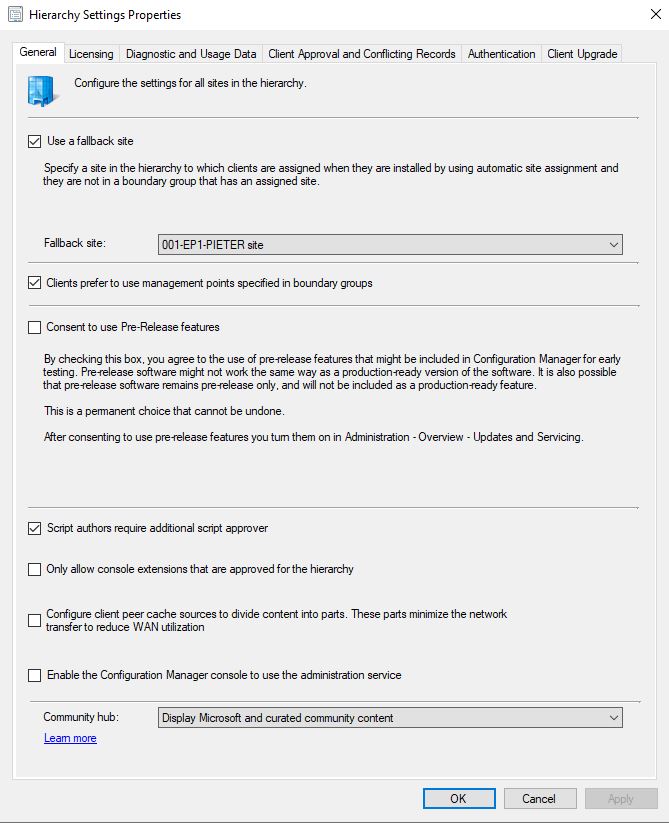 Hierarchy Settings Properties
General
Licensing
Diagnostic and Usage Data
Client Approval and Conflicting Records
Authentication
Client Upgrade
Configure the settings for all sites in the hierarchy.
Use a fallback site
Specify a site in the hierarchy to which clients are assigned when they are installed by using automatic site assignment and
they are not in a boundary group that has an assigned site.
Fallback site:
001-EP1-PIETER site
Clients prefer to use management points specified in boundary groups
Consent to use Pre-Release features
By checking this box, you agree to the use of pre-release features that might be included in Configuration Manager for early
testing. Pre-release software might not work the same way as a production-ready version of the software. It is also possible
that pre-release software remains pre-release only, and will not be included as a production-ready feature.
This is a permanent choice that cannot be undone.
After consenting to use pre-release features you turn them on in Administration - Overview - Updates and Servicing.
Script authors require additional script approver
Only allow console extensions that are approved for the hierarchy
Configure client peer cache sources to divide content into parts. These parts minimize the network
transfer to reduce WAN utilization
Enable the Configuration Manager console to use the administration service
Community hub:
Display Microsoft and curated community content
Learn more
OK
Cancel
Apply